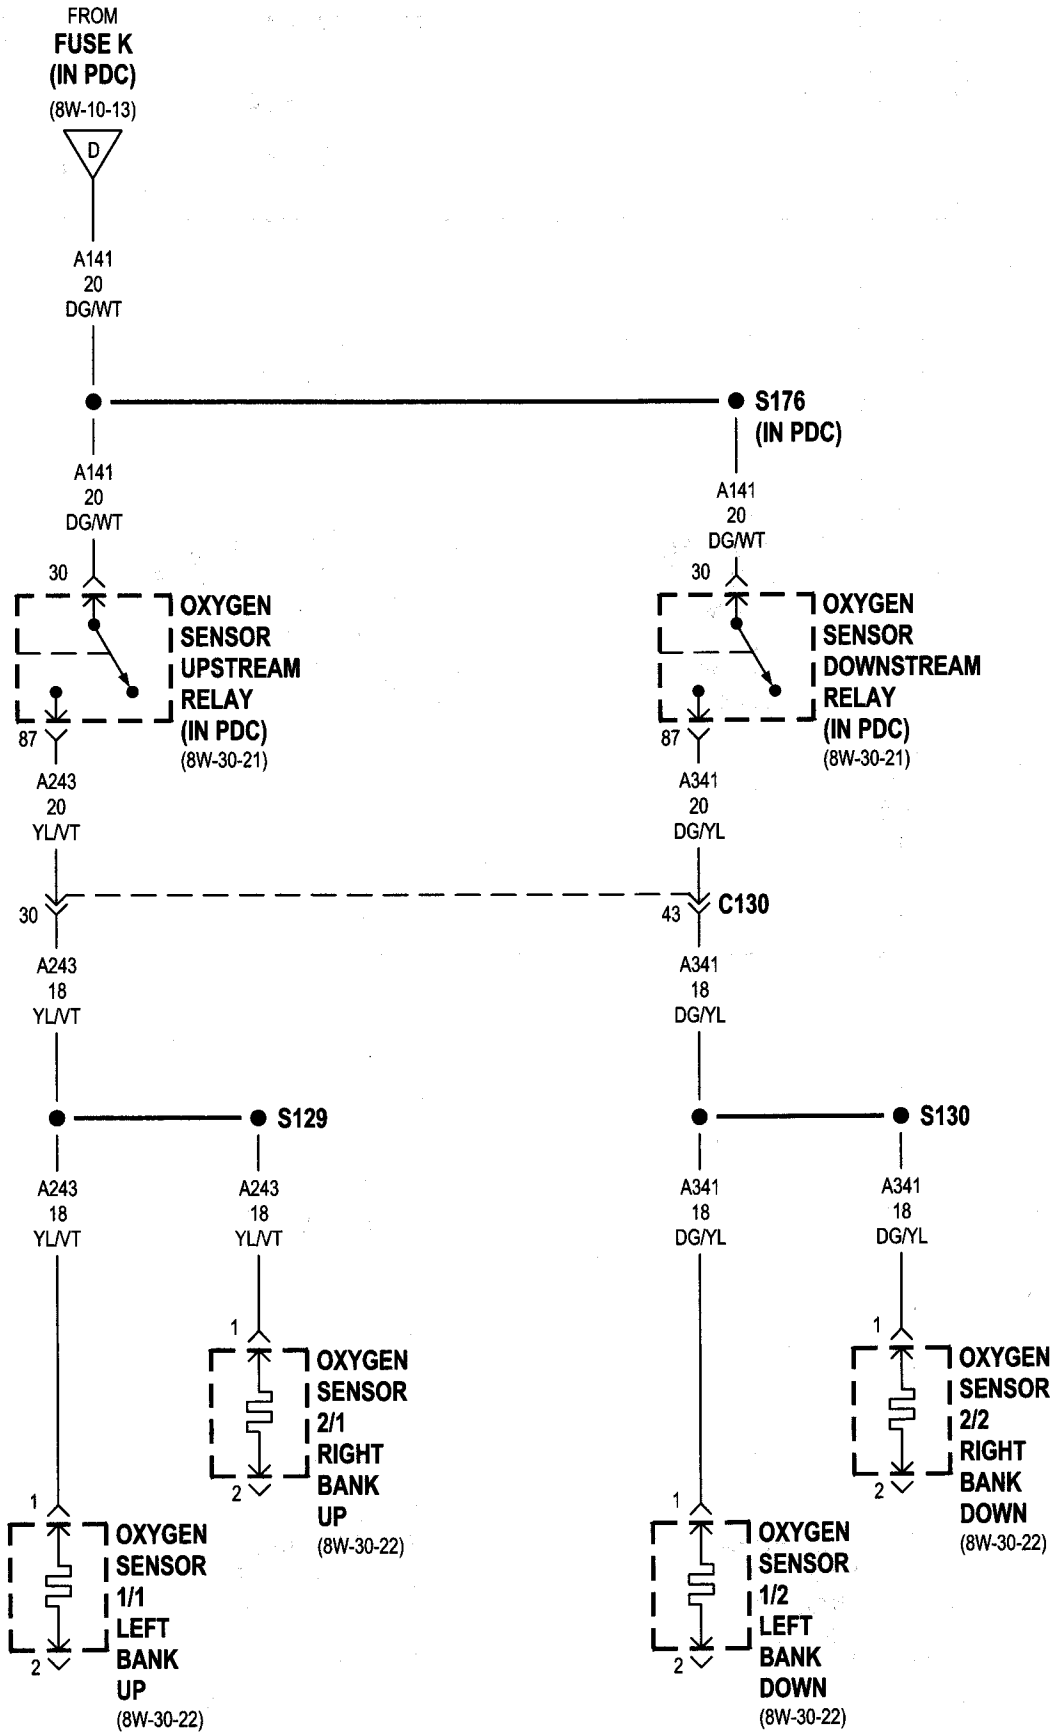 FROM
FUSE K
(IN PDC)
(8W-10-13)
D
A141
20
DG/WT
S176
(IN PDC)
A141
20
DG/WT
A141
20
DG/WT
30
OXYGEN
SENSOR
UPSTREAM
RELAY
(IN PDC)
(8W-30-21)
87
30
OXYGEN
SENSOR
DOWNSTREAM
RELAY
(IN PDC)
(8W-30-21)
87
A243
20
YL/VT
A341
20
DG/YL
30
43
C130
A243
18
YL/VT
A341
18
DG/YL
S129
S130
A243
18
YL/VT
A243
18
YL/VT
A341
18
DG/YL
A341
18
DG/YL
1
OXYGEN
SENSOR
2/1
RIGHT
BANK
UP
(8W-30-22)
2
1
OXYGEN
SENSOR
2/2
RIGHT
BANK
DOWN
(8W-30-22)
2
1
OXYGEN
SENSOR
1/1
LEFT
BANK
UP
(8W-30-22)
2
1
OXYGEN
SENSOR
1/2
LEFT
BANK
DOWN
(8W-30-22)
2